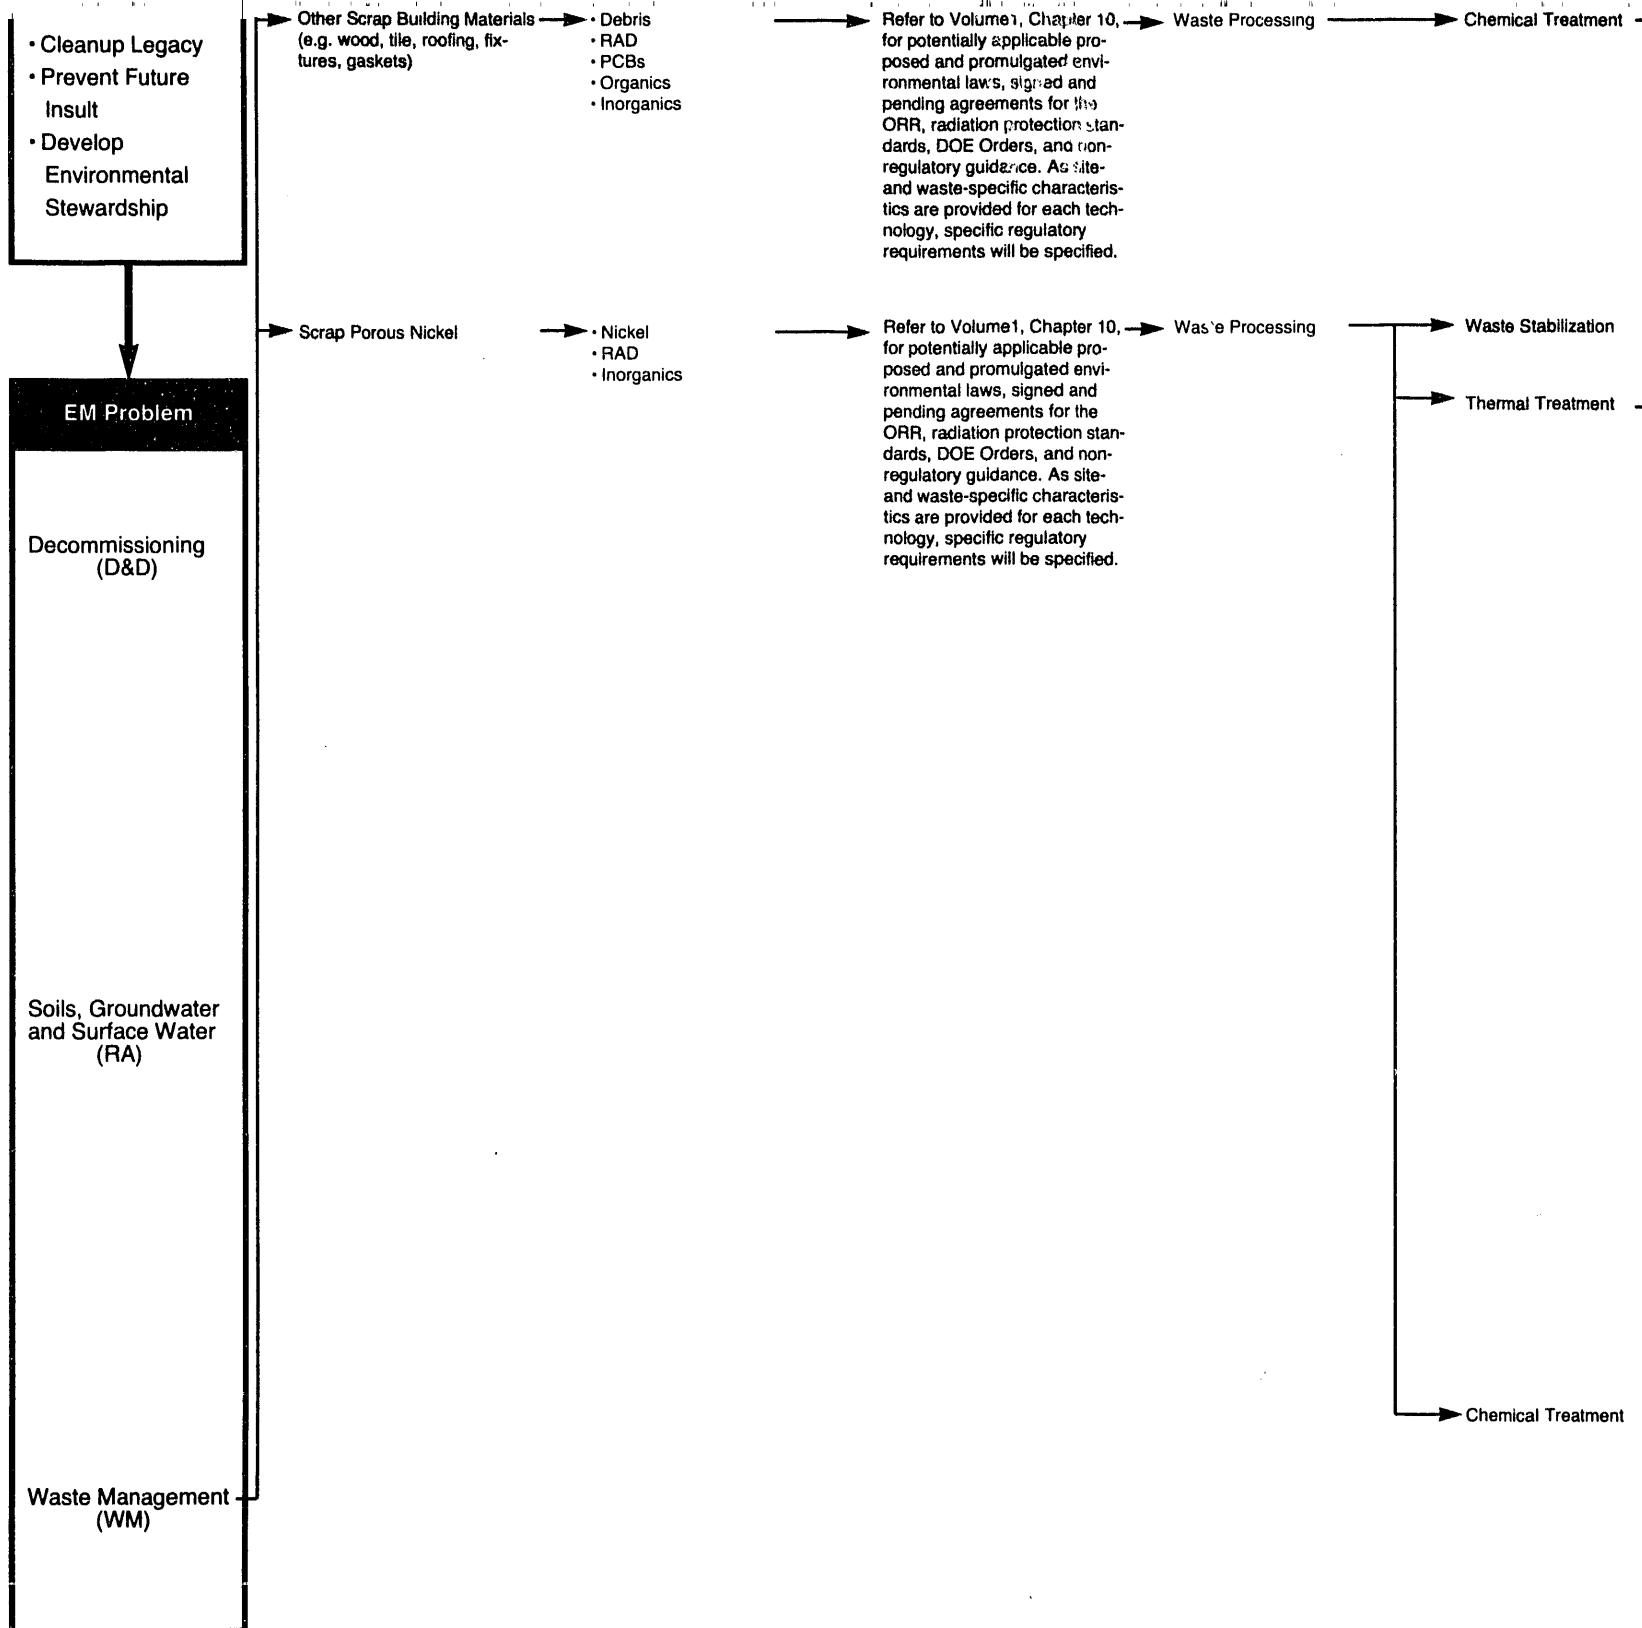 • Cleanup Legacy
• Prevent Future
Insult
• Develop
Environmental
Stewardship
EM Problem
Decommissioning
(D&D)
Soils, Groundwater
and Surface Water
(RA)
Waste Management
(WM)
Other Scrap Building Materials
(e.g. wood, tile, roofing, fix-
tures, gaskets)
• Debris
• RAD
• PCBs
• Organics
• Inorganics
Refer to Volume1, Chapter 10,
for potentially applicable pro-
posed and promulgated envi-
ronmental laws, signed and
pending agreements for the
ORR, radiation protection stan-
dards, DOE Orders, and non-
regulatory guidance. As site-
and waste-specific characteris-
tics are provided for each tech-
nology, specific regulatory
requirements will be specified.
Waste Processing
Chemical Treatment
Scrap Porous Nickel
• Nickel
• RAD
• Inorganics
Refer to Volume1, Chapter 10,
for potentially applicable pro-
posed and promulgated envi-
ronmental laws, signed and
pending agreements for the
ORR, radiation protection stan-
dards, DOE Orders, and non-
regulatory guidance. As site-
and waste-specific characteris-
tics are provided for each tech-
nology, specific regulatory
requirements will be specified.
Waste Processing
Waste Stabilization
Thermal Treatment
Chemical Treatment